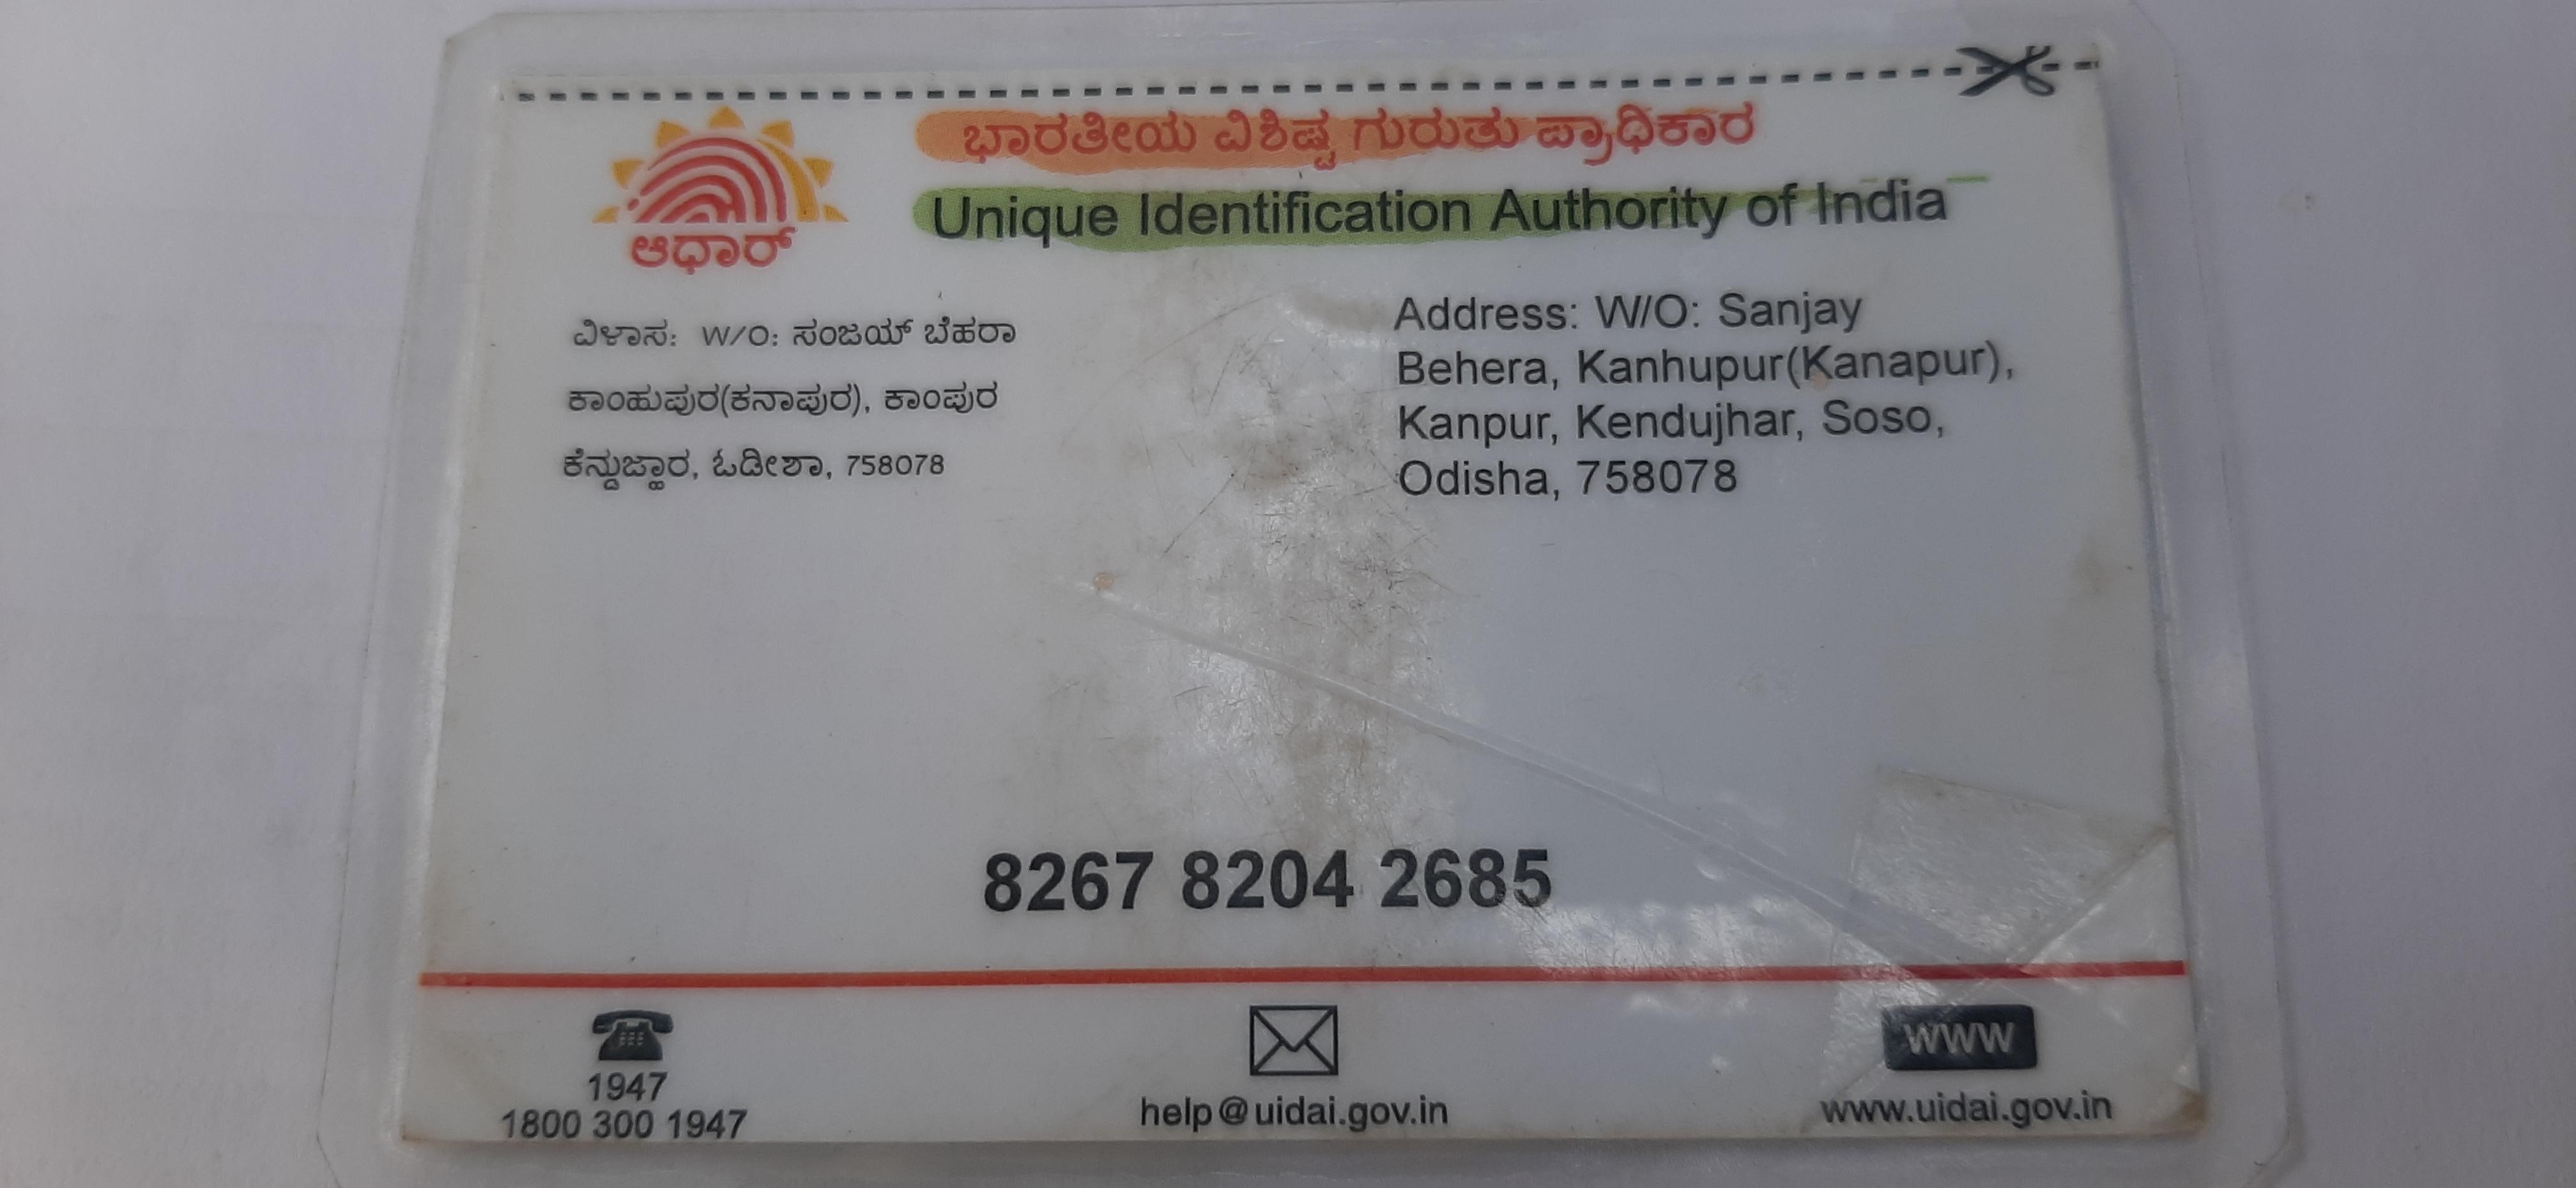 ಭಾರತೀಯ ವಿಶಿಷ್ಟ ಗುರುತು ಪ್ರಾಧಿಕಾರ
Unique Identification Authority of India
ಆಧಾರ್
ವಿಳಾಸ: W/O: ಸಂಜಯ್ ಬೆಹರಾ
ಕಾಂಹುಪುರ(ಕನಾಪುರ), ಕಾಂಪುರ
ಕೆನ್ದುಜ್ಹಾರ, ಓಡೀಶಾ, 758078
Address: W/O: Sanjay
Behera, Kanhupur(Kanapur),
Kanpur, Kendujhar, Soso,
Odisha, 758078
8267 8204 2685
1947
1800 300 1947
help@uidai.gov.in
WWW
www.uidai.gov.in